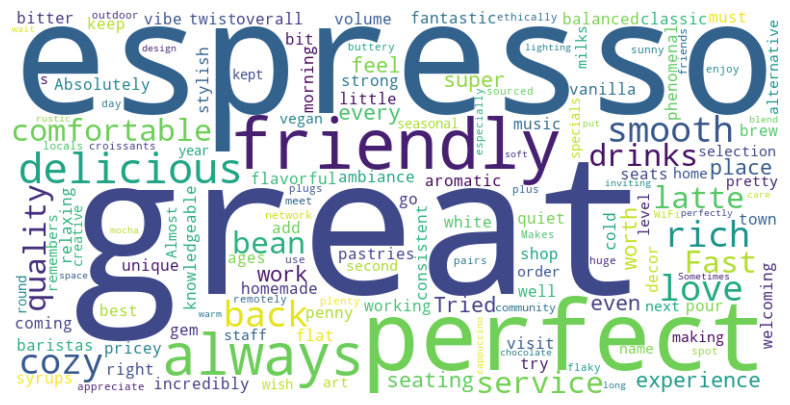 bitter outdoor vibe twistoverall volume fantastic ethically balanced classic must
wait keep design bit buttery lighting sunny friends
espresso
s Absolutely stylish kept morning strong feel super milks phenomenal enjoy alternative
day little vanilla
rustic vegan every seasonal sourced specials put blend
comfortable friendly music especially smooth brew
locals croissants year soft drinks selection
delicious flavorful ambiance aromatic seats home place pretty
great
quality remembers relaxing creative Almost knowledgeable plugs meet go plus inviting care
unique bean network add white quiet latte
mocha ages pastries consistent Makes shop worth WiFi perfectly town
work second pairs cold level decor rich
space use order huge Fast
round homemade remotely plenty well Sometimes love
best back penny working Tried community even next pour welcoming
coming gem warm staff flat perfect name making
baristas always visit spot
cozy pricey right wish art seating cappuccino chocolate try flaky
syrups appreciate incredibly service long experience